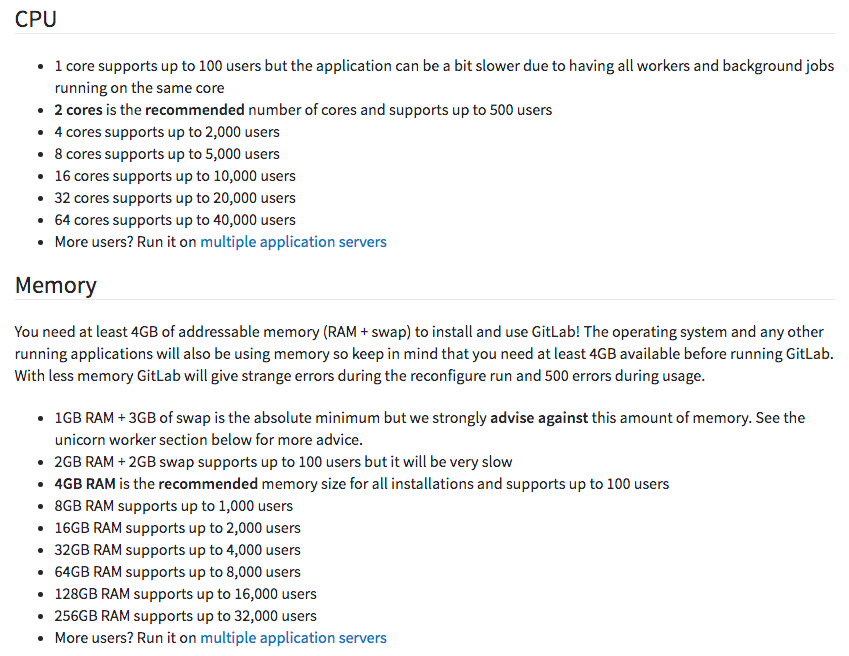 CPU
1 core supports up to 100 users but the application can be a bit slower due to having all workers and background jobs
running on the same core
2 cores is the recommended number of cores and supports up to 500 users
4 cores supports up to 2,000 users
8 cores supports up to 5,000 users
16 cores supports up to 10,000 users
32 cores supports up to 20,000 users
64 cores supports up to 40,000 users
More users? Run it on multiple application servers
Memory
You need at least 4GB of addressable memory (RAM + swap) to install and use GitLab! The operating system and any other
running applications will also be using memory so keep in mind that you need at least 4GB available before running GitLab.
With less memory GitLab will give strange errors during the reconfigure run and 500 errors during usage.
1GB RAM + 3GB of swap is the absolute minimum but we strongly advise against this amount of memory. See the
unicorn worker section below for more advice.
2GB RAM + 2GB swap supports up to 100 users but it will be very slow
4GB RAM is the recommended memory size for all installations and supports up to 100 users
8GB RAM supports up to 1,000 users
16GB RAM supports up to 2,000 users
32GB RAM supports up to 4,000 users
64GB RAM supports up to 8,000 users
128GB RAM supports up to 16,000 users
256GB RAM supports up to 32,000 users
More users? Run it on multiple application servers